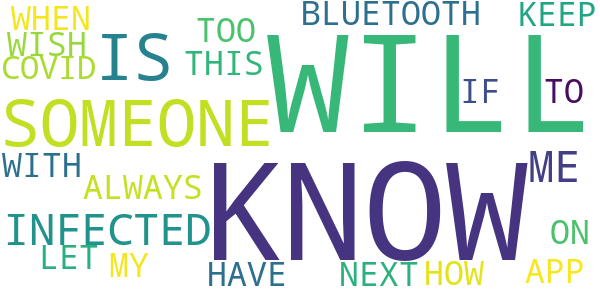 WHEN
WISH
COVID
IS
TOO
THIS
BLUETOOTH
KEEP
WILL
IF
TO
SOMEONE
WITH
KNOW
ME
ALWAYS
INFECTED
ON
LET
MY
HAVE
NEXT
HOW
APP